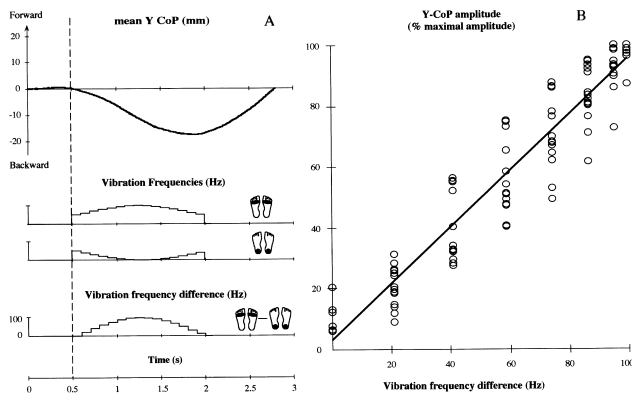 Forward
mean Y CoP (mm)
A
20
10
0
-10
-20
Backward
Vibration Frequencies (Hz)
Vibration frequency difference (Hz)
100
0
Time (s)
0 0.5 1 1.5 2 2.5 3
Y-CoP amplitude
(% maximal amplitude)
B
100
80
60
40
20
0
20 40 60 80 100
Vibration frequency difference (Hz)